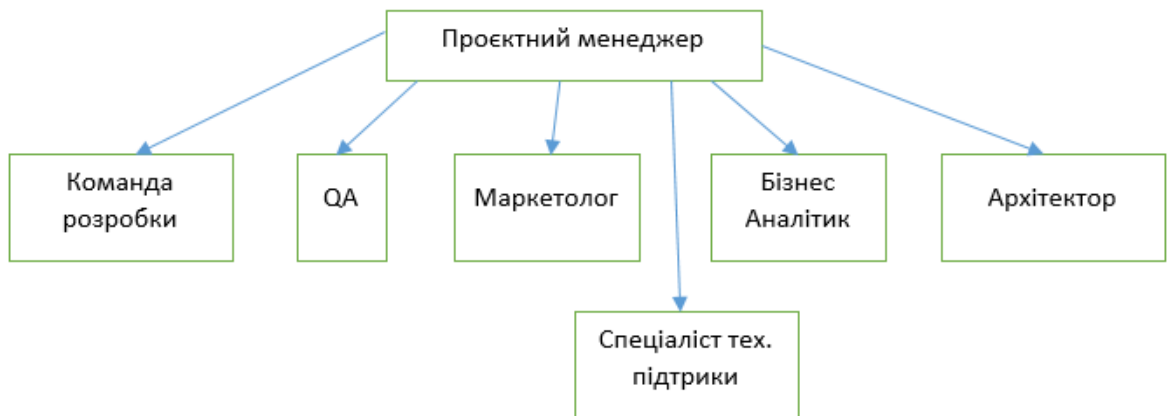 Проєктний менеджер
Команда
розробки
QA
Маркетолог
Бізнес
Аналітик
Архітектор
Спеціаліст тех.
підтрики